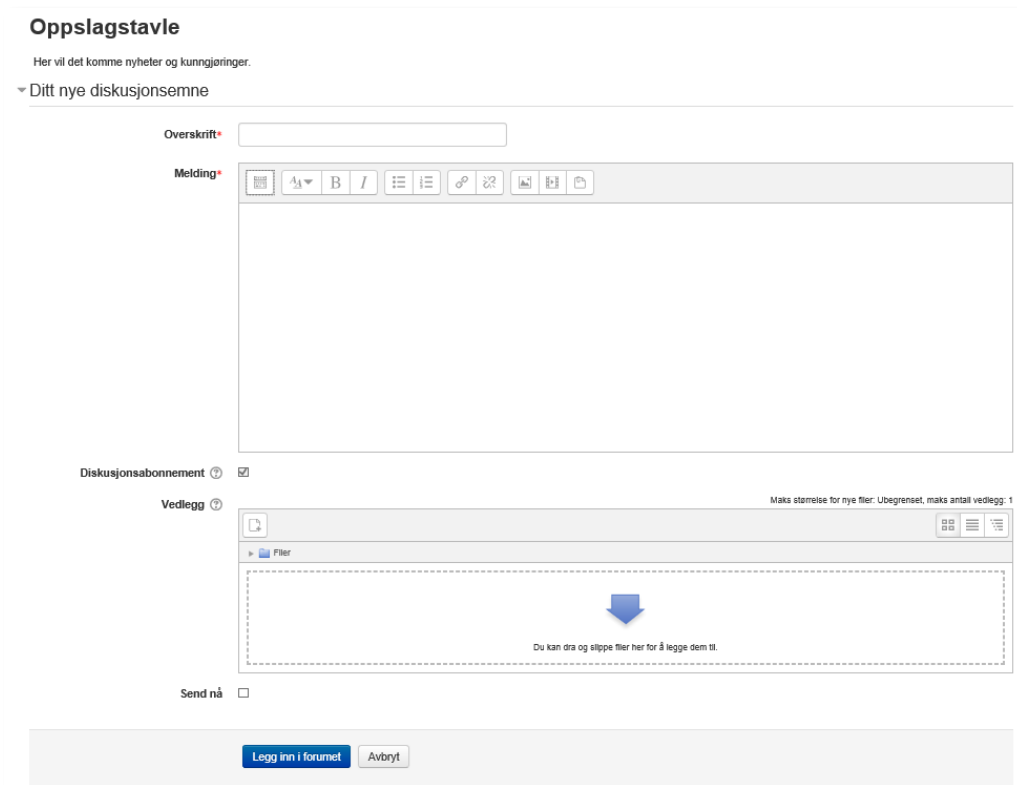 Oppslagstavle
Her vil det komme nyheter og kunngjøringer.
Ditt nye diskusjonsemne
Overskrift*
Melding*
Diskusjonsabonnement
Vedlegg
Maks størrelse for nye filer: Ubegrenset, maks antall vedlegg: 1
Filer
Du kan dra og slippe filer her for å legge dem til.
Send nå
Legg inn i forumet Avbryt